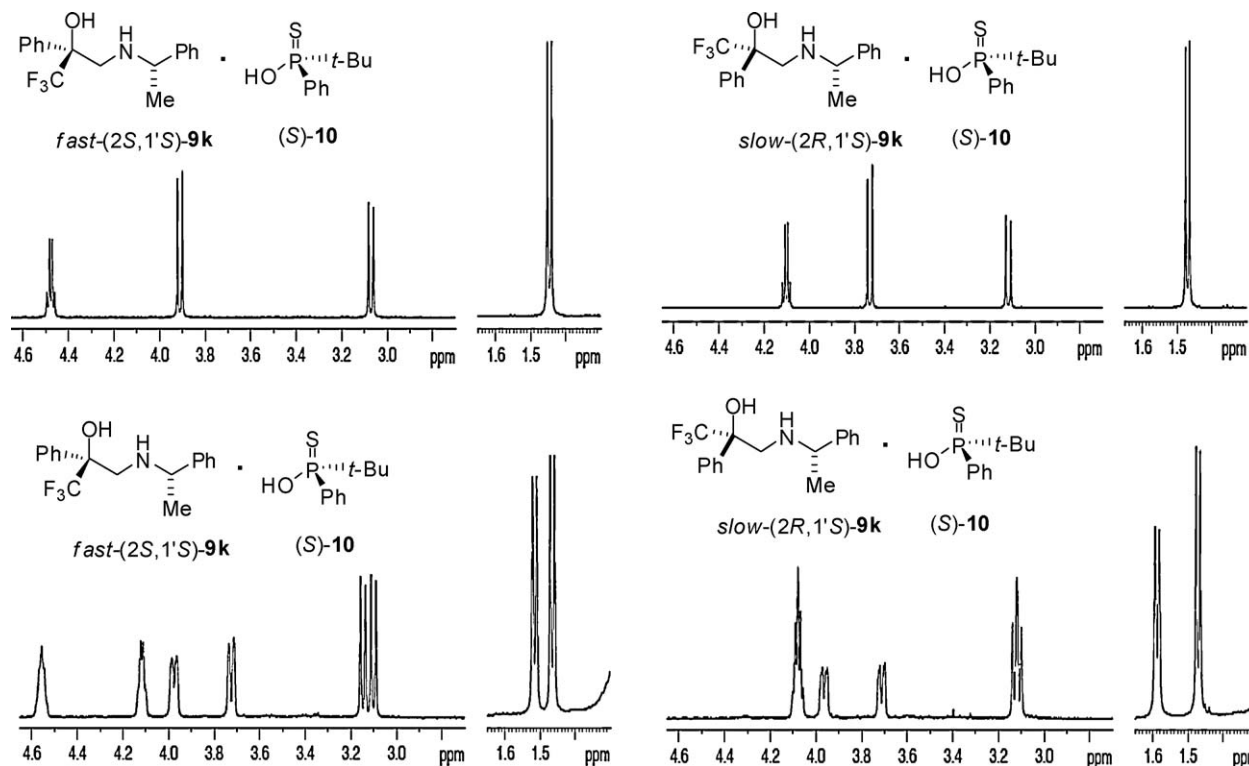 OH
Ph
H
N
Ph
F₃C
Me
·
S
P
t-Bu
HO
Ph
fast-(2S,1'S)-9k
(S)-10
4.6 4.4 4.2 4.0 3.8 3.6 3.4 3.2 3.0 ppm
1.5 ppm
OH
F₃C
H
N
Ph
Ph
Me
·
S
P
t-Bu
HO
Ph
slow-(2R,1'S)-9k
(S)-10
4.6 4.4 4.2 4.0 3.8 3.6 3.4 3.2 ppm
1.6 1.5 ppm
OH
Ph
H
N
Ph
F₃C
Me
·
S
P
t-Bu
HO
Ph
fast-(2S,1'S)-9k
(S)-10
4.6 4.4 4.2 4.0 3.8 3.6 3.4 3.2 3.0 ppm
1.6 1.5 ppm
OH
F₃C
H
N
Ph
Ph
Me
·
S
P
t-Bu
HO
Ph
slow-(2R,1'S)-9k
(S)-10
4.6 4.4 4.2 4.0 3.8 3.6 3.4 3.2 3.0 ppm
1.6 1.5